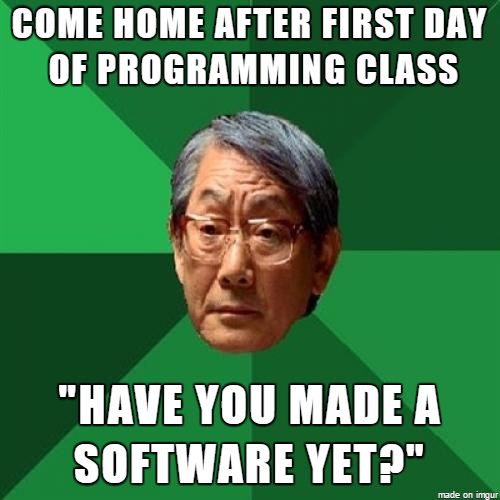 COME HOME AFTER FIRST DAY
OF PROGRAMMING CLASS
"HAVE YOU MADE A
SOFTWARE YET?"
made on imgur